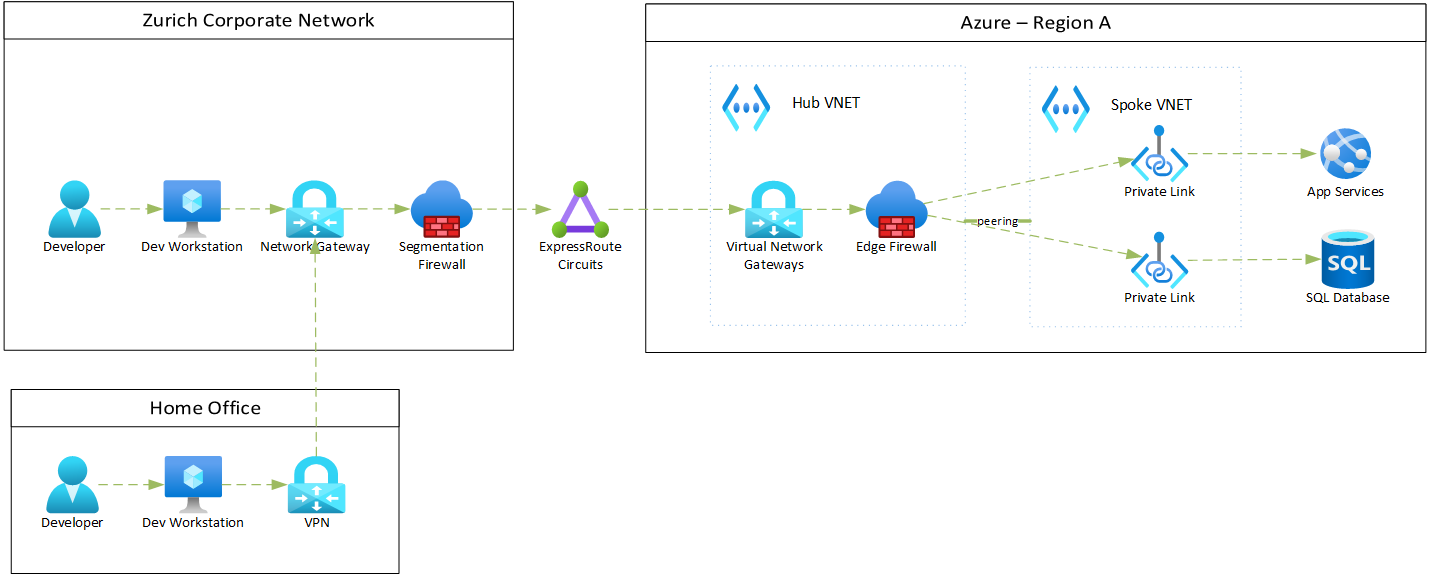 Zurich Corporate Network
Azure – Region A
Hub VNET
Spoke VNET
Developer
Dev Workstation
Network Gateway
Segmentation
Firewall
ExpressRoute
Circuits
Virtual Network
Gateways
Edge Firewall
peering
Private Link
App Services
Private Link
SQL
SQL Database
Home Office
Developer
Dev Workstation
VPN